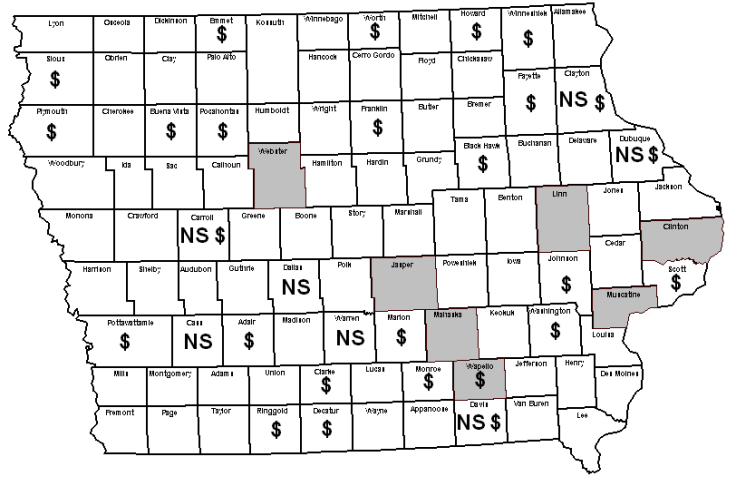 Lyon Osceola Dickinson Emmet Kossuth Winnebago Worth Mitchell Howard Winneshiek Allamakee
$ $ $ $
Sioux Obrien Clay Palo Alto Hancock Cerro Gordo Floyd Chickasaw
$ Fayette Clayton
$ NS $
Plymouth Cherokee Buena Vista Pocahontas Humboldt Wright Franklin Butler Bremer
$ $ $ $
Webster Black Hawk Buchanan Delaware Dubuque
$ NS $
Woodbury Ida Sac Calhoun Hamilton Hardin Grundy
Tama Benton Linn Jones Jackson
Monona Crawford Carroll Greene Boone Story Marshall
NS $ Clinton
Cedar
Harrison Shelby Audubon Guthrie Dallas Polk Jasper Poweshiek Iowa Johnson Scott
NS $ $
Muscatine
Pottawattamie Cass Adair Madison Warren Marion Mahaska Keokuk Washington
$ NS $ NS $ $
Louisa
Mills Montgomery Adams Union Clarke Lucas Monroe Wapello Jefferson Henry Des Moines
$ $ $
Fremont Page Taylor Ringgold Decatur Wayne Appanoose Davis Van Buren Lee
$ $ NS $